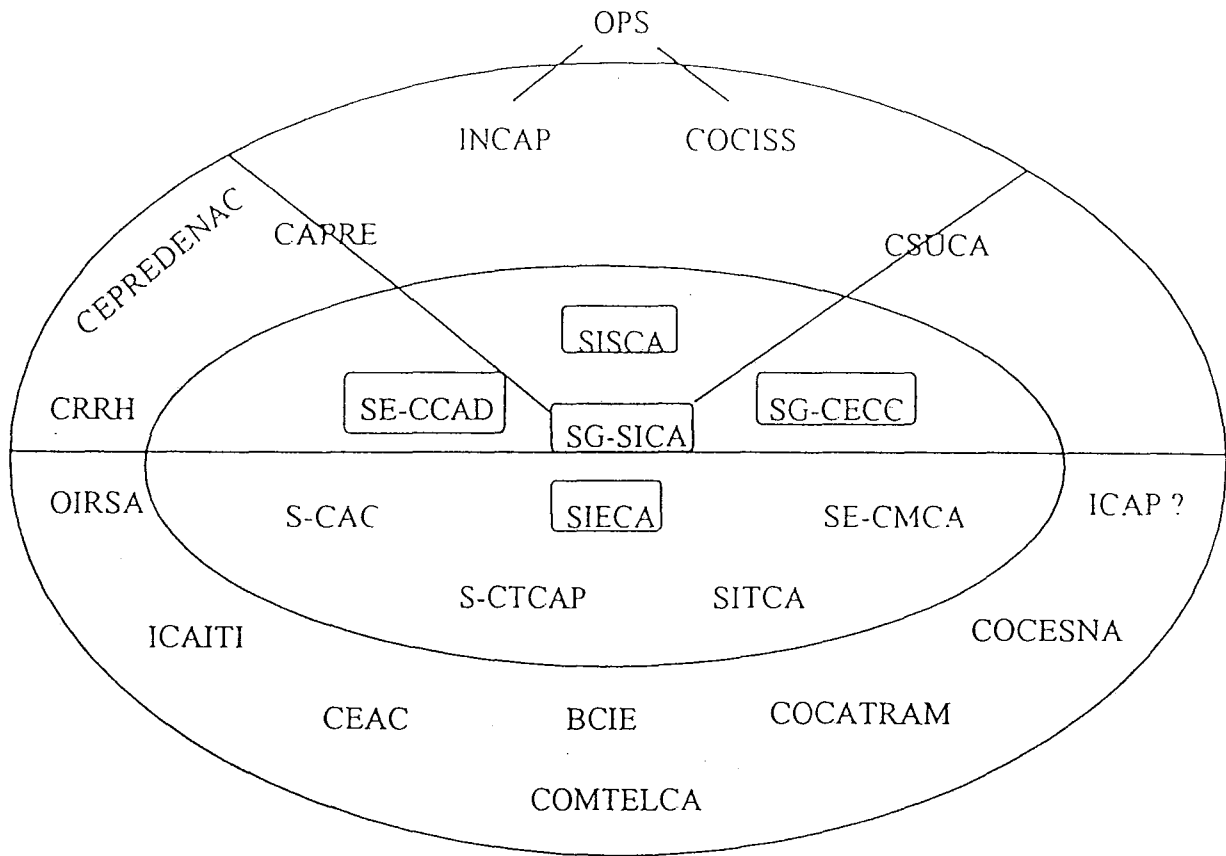 OPS
INCAP
COCISS
CEPREDENAC
CAPRE
CSUCA
SISCA
CRRH
SE-CCAD
SG-SICA
SG-CECC
OIRSA
S-CAC
SIECA
SE-CMCA
ICAP ?
S-CTCAP
SITCA
ICAITI
COCESNA
CEAC
BCIE
COCATRAM
COMTELCA